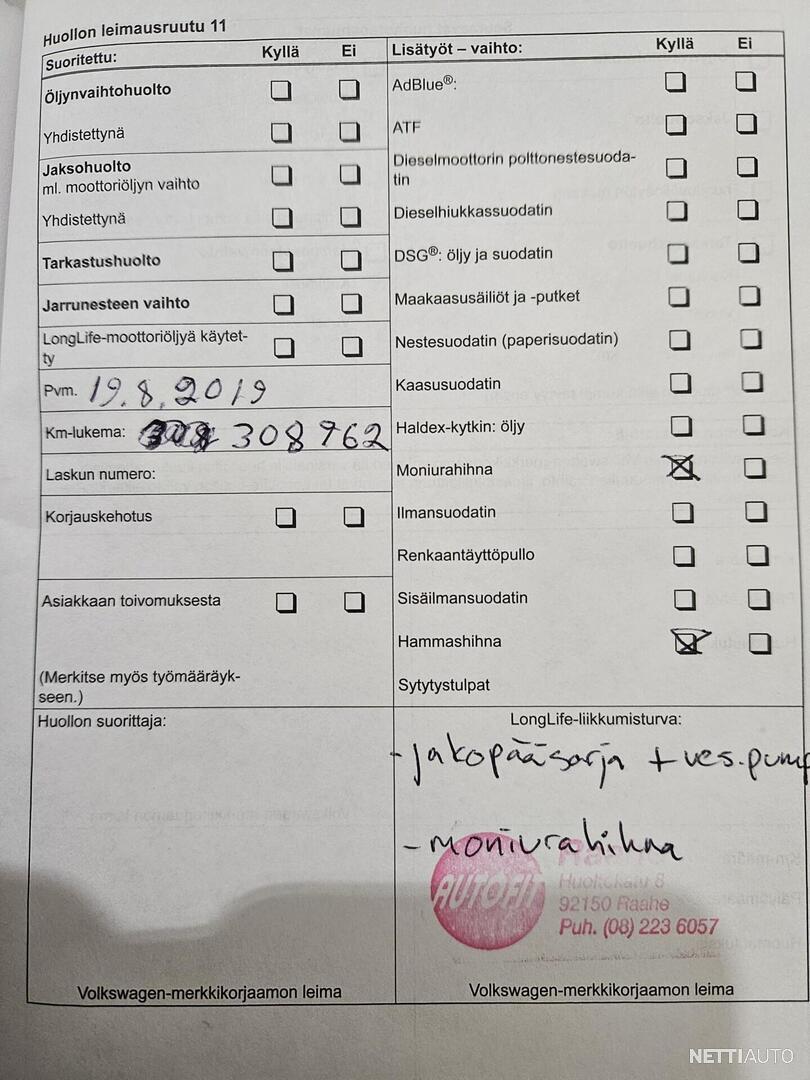 Huollon leimausruutu 11
Suoritettu: Kyllä Ei
Öljynvaihtohuolto
Yhdistettynä
Jaksohuolto
ml. moottoriöljyn vaihto
Yhdistettynä
Tarkastushuolto
Jarrunesteen vaihto
LongLife-moottoriöljyä käytet-
ty
Pvm. 19.8.2019
Km-lukema: 308 962
Laskun numero:
Korjauskehotus
Asiakkaan toivomuksesta
(Merkitse myös työmääräyk-
seen.)
Huollon suorittaja:
Volkswagen-merkkikorjaamon leima
Lisätyöt – vaihto: Kyllä Ei
AdBlue®:
ATF
Dieselmoottorin polttonestesuoda-
tin
Dieselhiukkassuodatin
DSG®: öljy ja suodatin
Maakaasusäiliöt ja -putket
Nestesuodatin (paperisuodatin)
Kaasusuodatin
Haldex-kytkin: öljy
Moniurahihna
Ilmansuodatin
Renkaantäyttöpullo
Sisäilmansuodatin
Hammashihna
Sytytystulpat
LongLife-liikkumisturva:
- jakopääsarja + ves.pump
- moniurahihna
AUTOFIT
Huoltokatu 8
92150 Raahe
Puh. (08) 223 6057
Volkswagen-merkkikorjaamon leima
NETTIAUTO